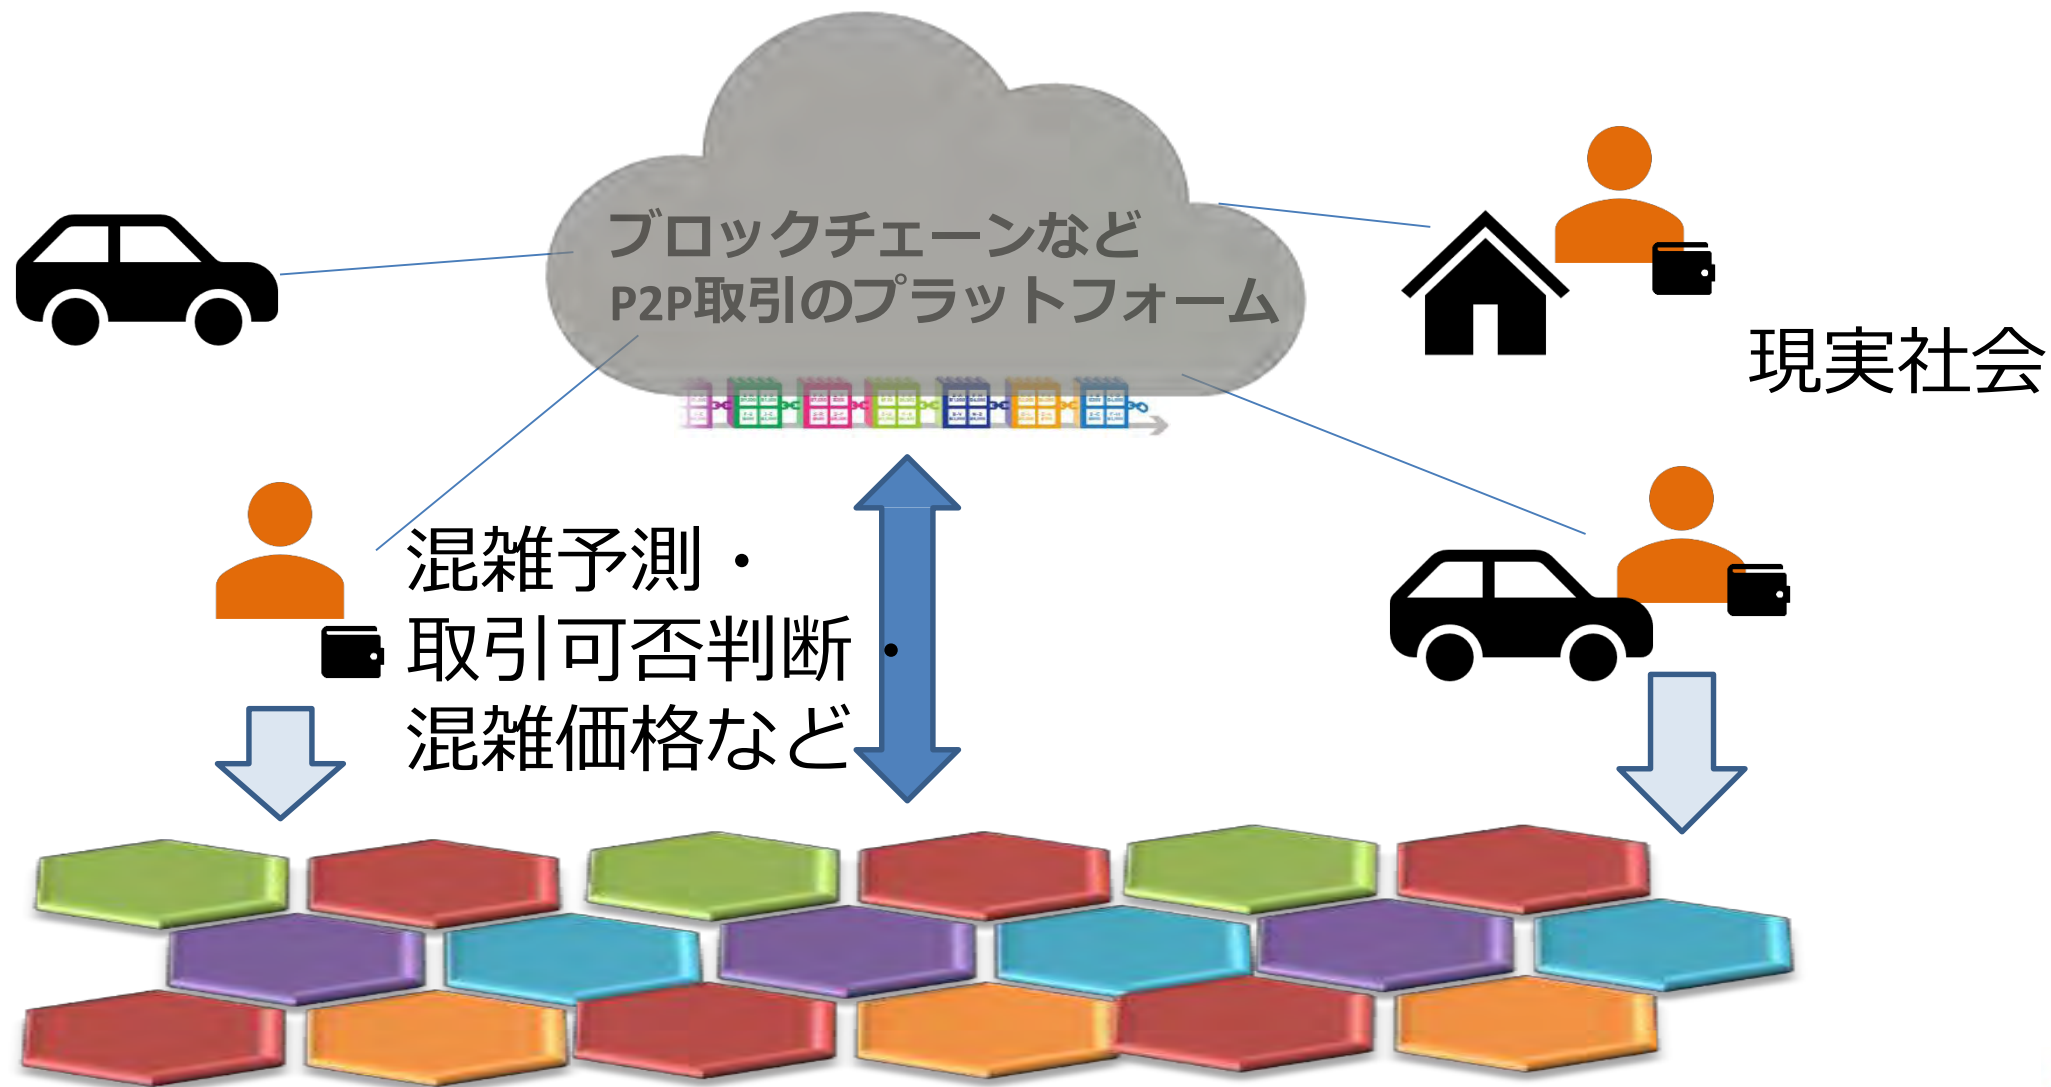 ブロックチェーンなど
P2P取引のプラットフォーム
現実社会
混雑予測・
取引可否判断・
混雑価格など